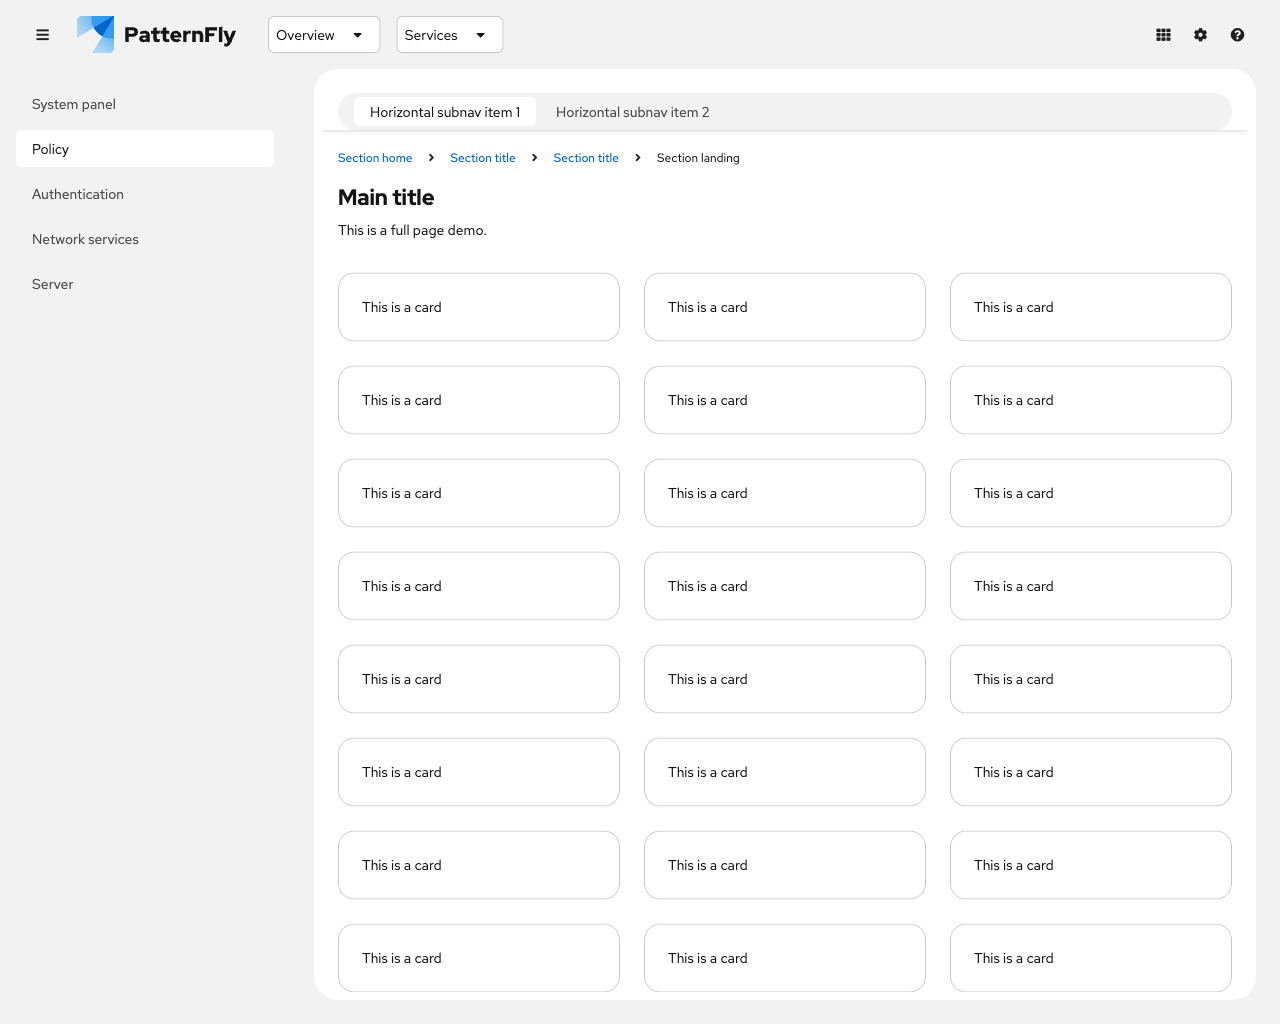 PatternFly Overview Services
System panel
Policy
Authentication
Network services
Server
Horizontal subnav item 1 Horizontal subnav item 2
Section home Section title Section title Section landing
Main title
This is a full page demo.
This is a card This is a card This is a card
This is a card This is a card This is a card
This is a card This is a card This is a card
This is a card This is a card This is a card
This is a card This is a card This is a card
This is a card This is a card This is a card
This is a card This is a card This is a card
This is a card This is a card This is a card